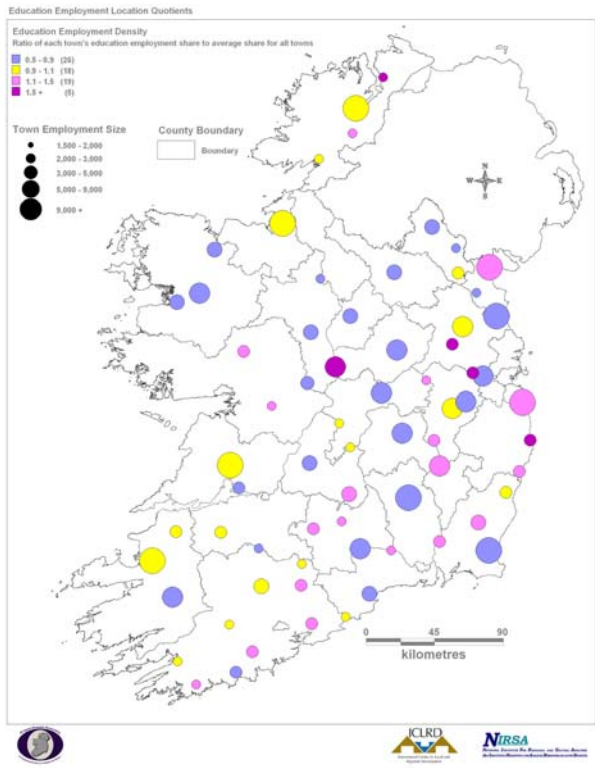 Education Employment Location Quotients
Education Employment Density
Ratio of each town's education employment share to average share for all towns
0.5 - 0.9 (26)
0.9 - 1.1 (18)
1.1 - 1.5 (19)
1.5 + (5)
Town Employment Size
1,500 - 2,000
2,000 - 3,000
3,000 - 5,000
5,000 - 9,000
9,000 +
County Boundary
Boundary
N
W E
S
0 45 90
kilometres
ICLRD
NIRSA